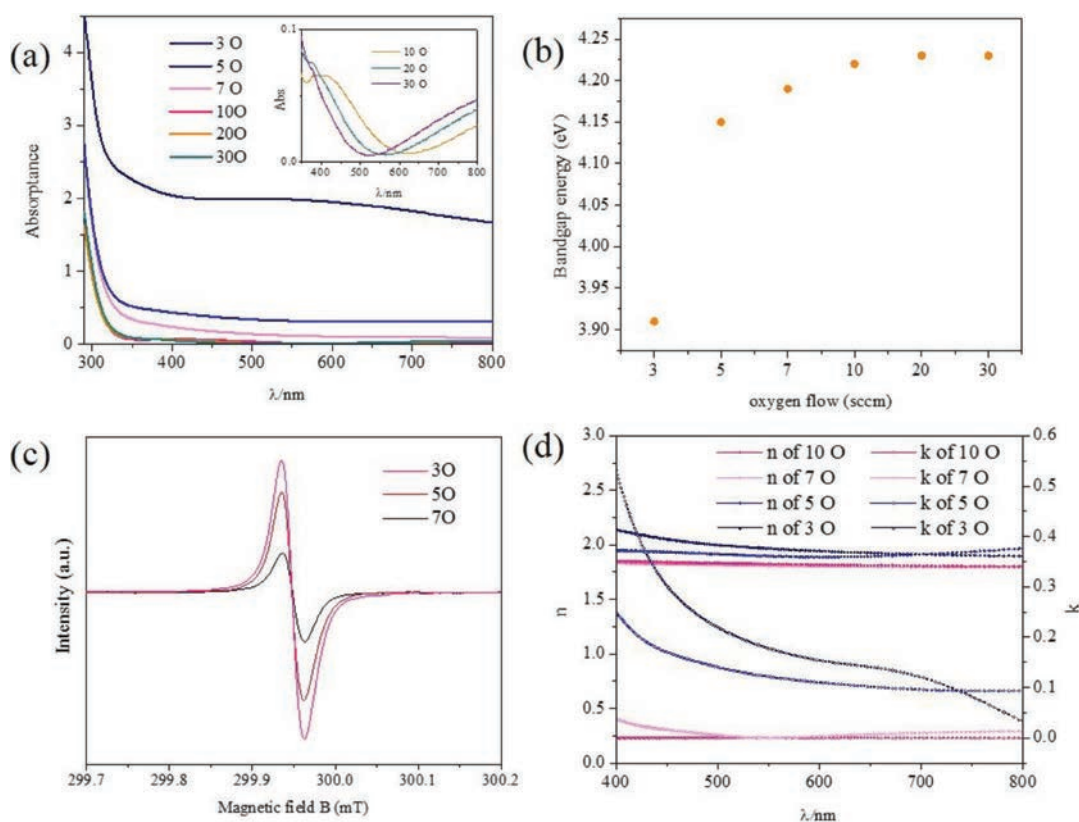 (a)
Absorptance
4
3
2
1
0
300
400
500
600
700
800
λ/nm
3 O
5 O
7 O
10O
20O
30O
0.1
Abs
0.0
400
500
600
700
800
λ/nm
10 O
20 O
30 O
(b)
Bandgap energy (eV)
4.25
4.20
4.15
4.10
4.05
4.00
3.95
3.90
3
5
7
10
20
30
oxygen flow (sccm)
(c)
Intensity (a.u.)
3O
5O
7O
299.7
299.8
299.9
300.0
300.1
300.2
Magnetic field B (mT)
(d)
n
3.0
2.5
2.0
1.5
1.0
0.5
0.0
n of 10 O
n of 7 O
n of 5 O
n of 3 O
k of 10 O
k of 7 O
k of 5 O
k of 3 O
0.6
0.5
0.4
0.3
0.2
0.1
0.0
k
400
500
600
700
800
λ/nm